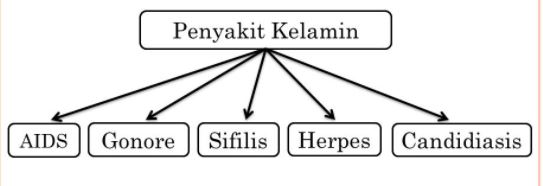 Penyakit Kelamin
AIDS
Gonore
Sifilis
Herpes
Candidiasis